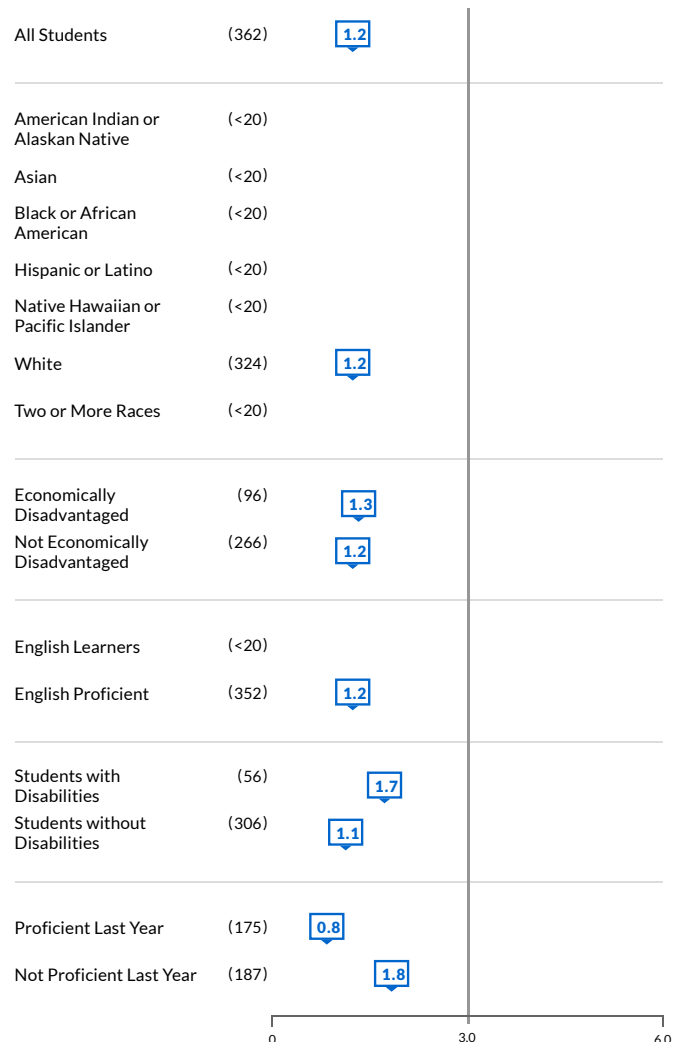 All Students (362) 1.2
American Indian or (<20)
Alaskan Native
Asian (<20)
Black or African (<20)
American
Hispanic or Latino (<20)
Native Hawaiian or (<20)
Pacific Islander
White (324) 1.2
Two or More Races (<20)
Economically (96) 1.3
Disadvantaged
Not Economically (266) 1.2
Disadvantaged
English Learners (<20)
English Proficient (352) 1.2
Students with (56) 1.7
Disabilities
Students without (306) 1.1
Disabilities
Proficient Last Year (175) 0.8
Not Proficient Last Year (187) 1.8
0 3.0 6.0